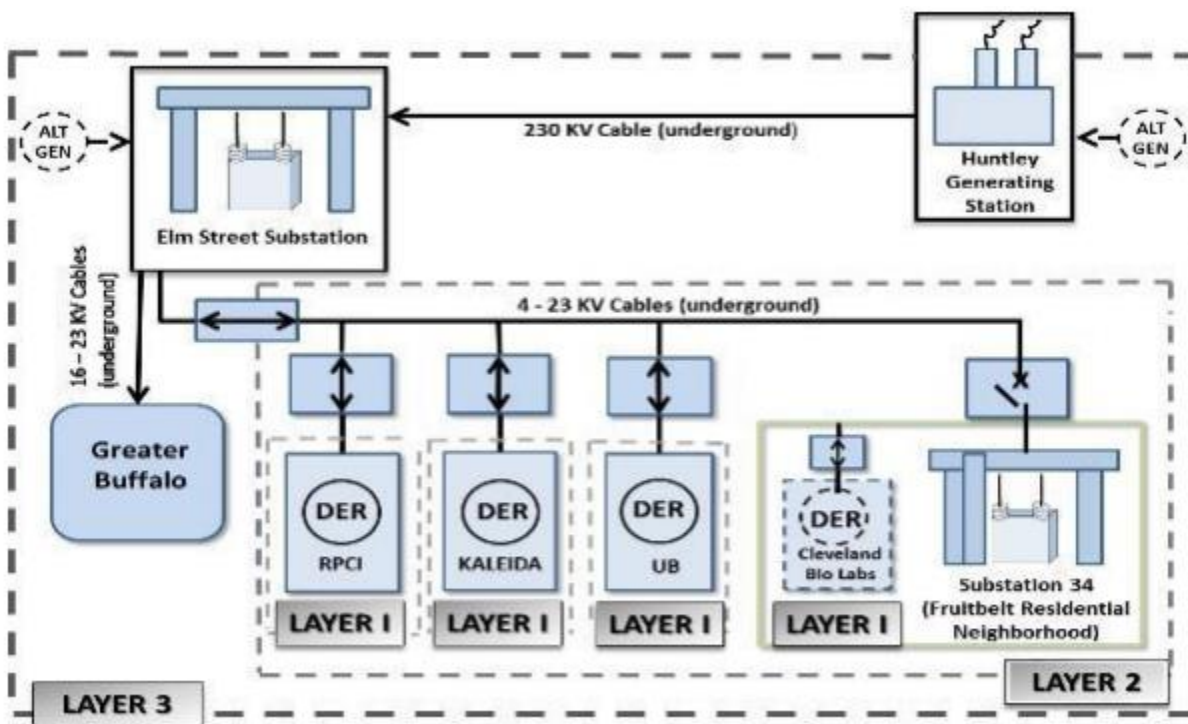 ALT
GEN
Elm Street Substation
230 KV Cable (underground)
Huntley
Generating
Station
ALT
GEN
16 – 23 KV Cables
(underground)
4 - 23 KV Cables (underground)
Greater
Buffalo
DER
RPCI
LAYER I
DER
KALEIDA
LAYER I
DER
UB
LAYER I
DER
Cleveland
Bio Labs
LAYER I
Substation 34
(Fruitbelt Residential
Neighborhood)
LAYER 2
LAYER 3